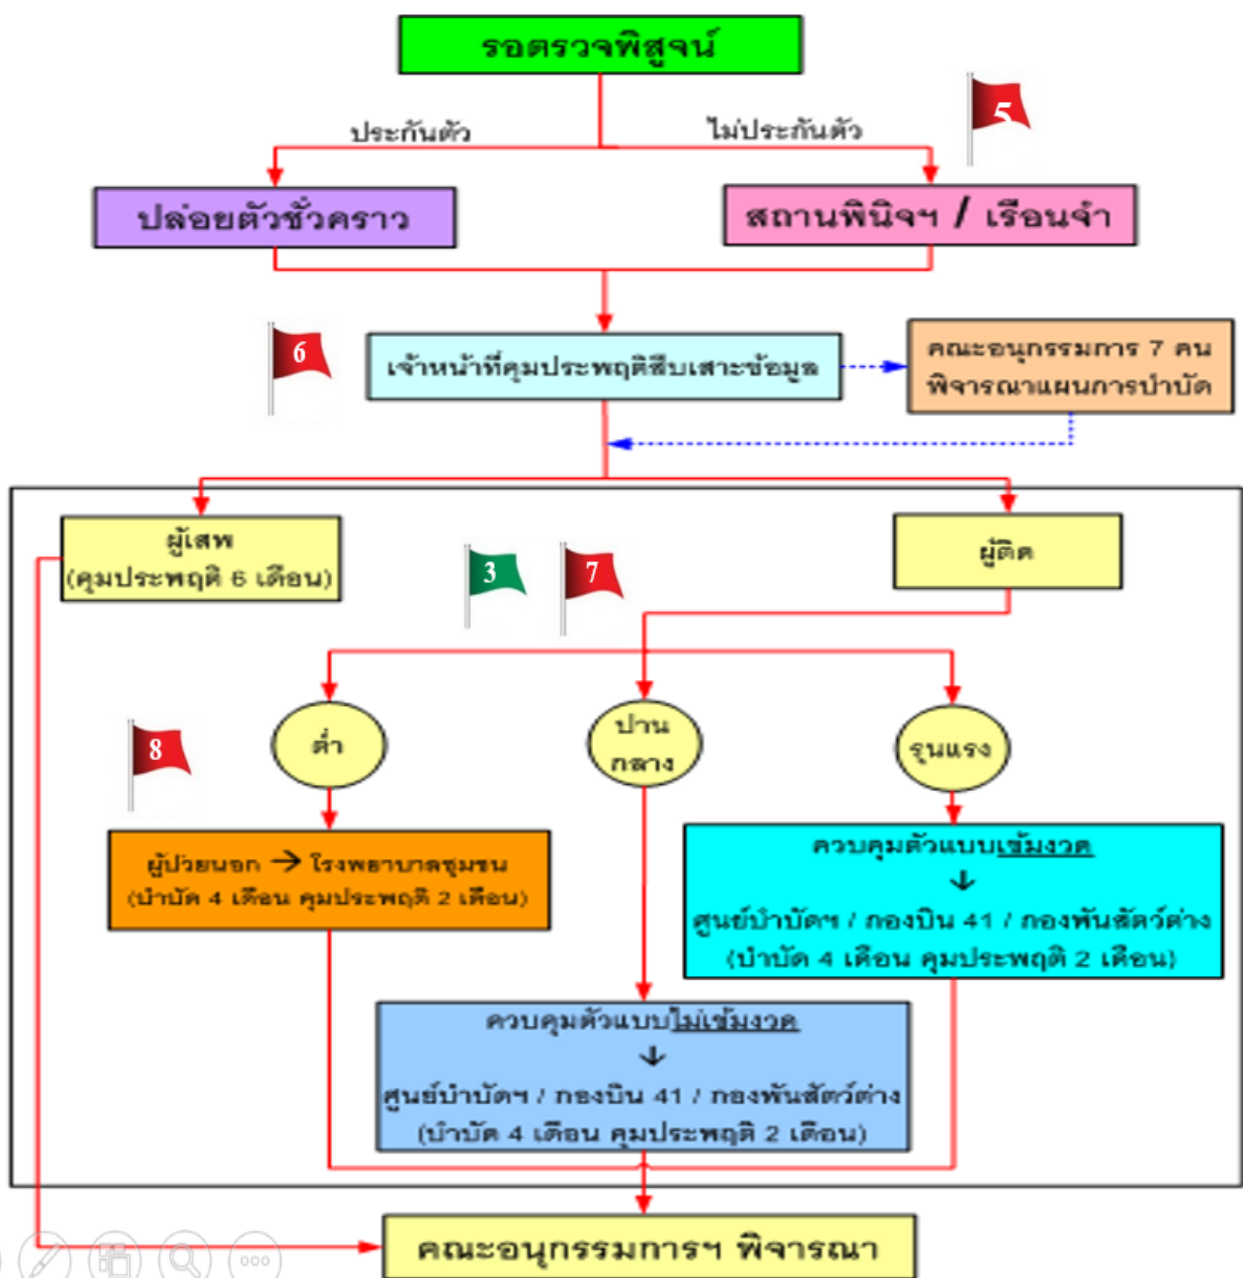 รอตรวจพิสูจน์
ประกันตัว
ไม่ประกันตัว
5
ปล่อยตัวชั่วคราว
สถานพินิจฯ / เรือนจำ
6
เจ้าหน้าที่คุมประพฤติสืบเสาะข้อมูล
คณะอนุกรรมการ 7 คน
พิจารณาแผนการบำบัด
ผู้เสพ
(คุมประพฤติ 6 เดือน)
3
7
ผู้ติด
8
ต่ำ
ปาน
กลาง
รุนแรง
ผู้ป่วยนอก → โรงพยาบาลชุมชน
(บำบัด 4 เดือน คุมประพฤติ 2 เดือน)
ควบคุมตัวแบบเข้มงวด
↓
ศูนย์บำบัดฯ / กองบิน 41 / กองพันสัตว์ต่าง
(บำบัด 4 เดือน คุมประพฤติ 2 เดือน)
ควบคุมตัวแบบไม่เข้มงวด
↓
ศูนย์บำบัดฯ / กองบิน 41 / กองพันสัตว์ต่าง
(บำบัด 4 เดือน คุมประพฤติ 2 เดือน)
คณะอนุกรรมการฯ พิจารณา